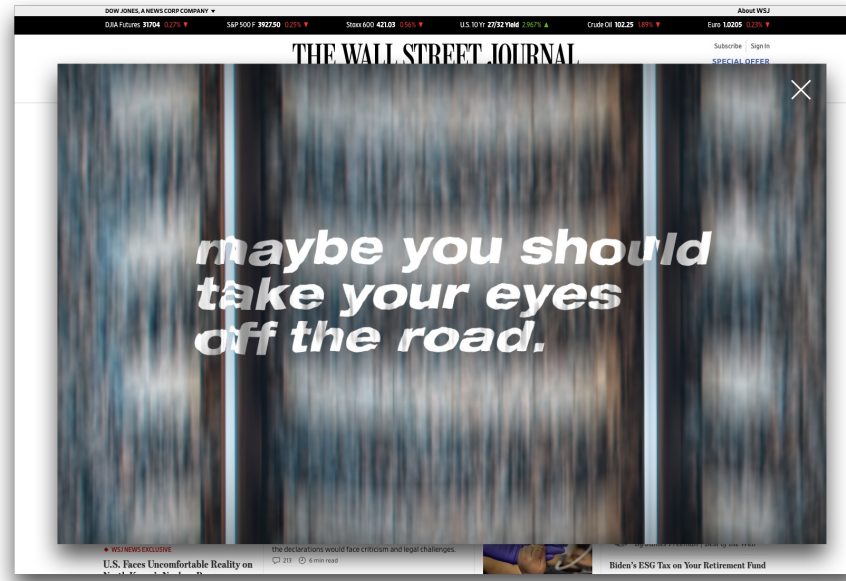 DOW JONES, A NEWS CORP COMPANY ▼
About WSJ
DJIA Futures 31704 0.27% ▼ S&P 500 F 3927.50 0.25% ▼ Stoxx 600 421.03 0.56% ▼ U.S. 10 Yr 27/32 Yield 2.967% ▲ Crude Oil 102.25 1.89% ▼ Euro 1.0205 0.23% ▼
THE WALL STREET JOURNAL
Subscribe Sign In
SPECIAL OFFER
maybe you should
take your eyes
off the road.
WSJ NEWS EXCLUSIVE
U.S. Faces Uncomfortable Reality on
the declarations would face criticism and legal challenges.
213 6 min read
Biden's ESG Tax on Your Retirement Fund